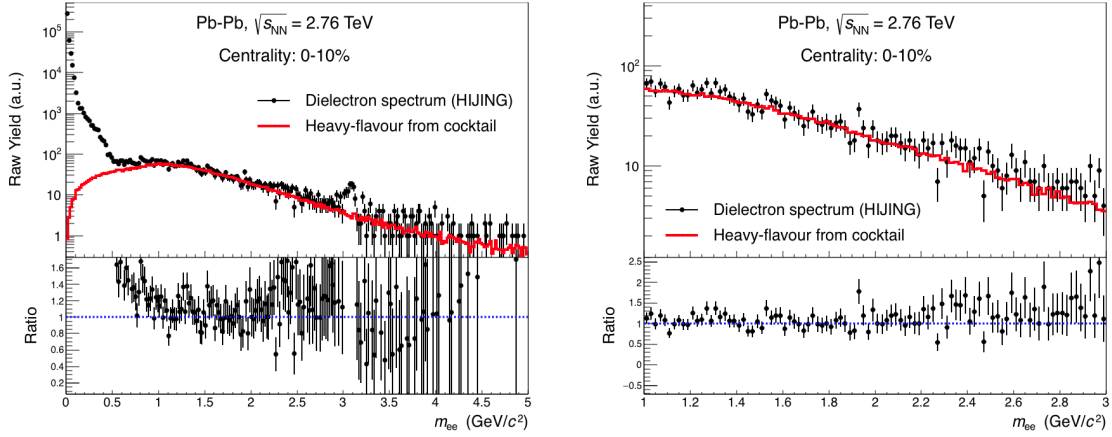 Pb-Pb, √sNN = 2.76 TeV
Centrality: 0-10%
Dielectron spectrum (HIJING)
Heavy-flavour from cocktail
Raw Yield (a.u.)
10^5
10^4
10^3
10^2
10
1
Ratio
1.6
1.4
1.2
1
0.8
0.6
0.4
0.2
0 0.5 1 1.5 2 2.5 3 3.5 4 4.5 5
mee (GeV/c^2)
Pb-Pb, √sNN = 2.76 TeV
Centrality: 0-10%
Raw Yield (a.u.)
10^2
10
Dielectron spectrum (HIJING)
Heavy-flavour from cocktail
Ratio
2.5
2
1.5
1
0.5
0
−0.5
1 1.2 1.4 1.6 1.8 2 2.2 2.4 2.6 2.8 3
mee (GeV/c^2)